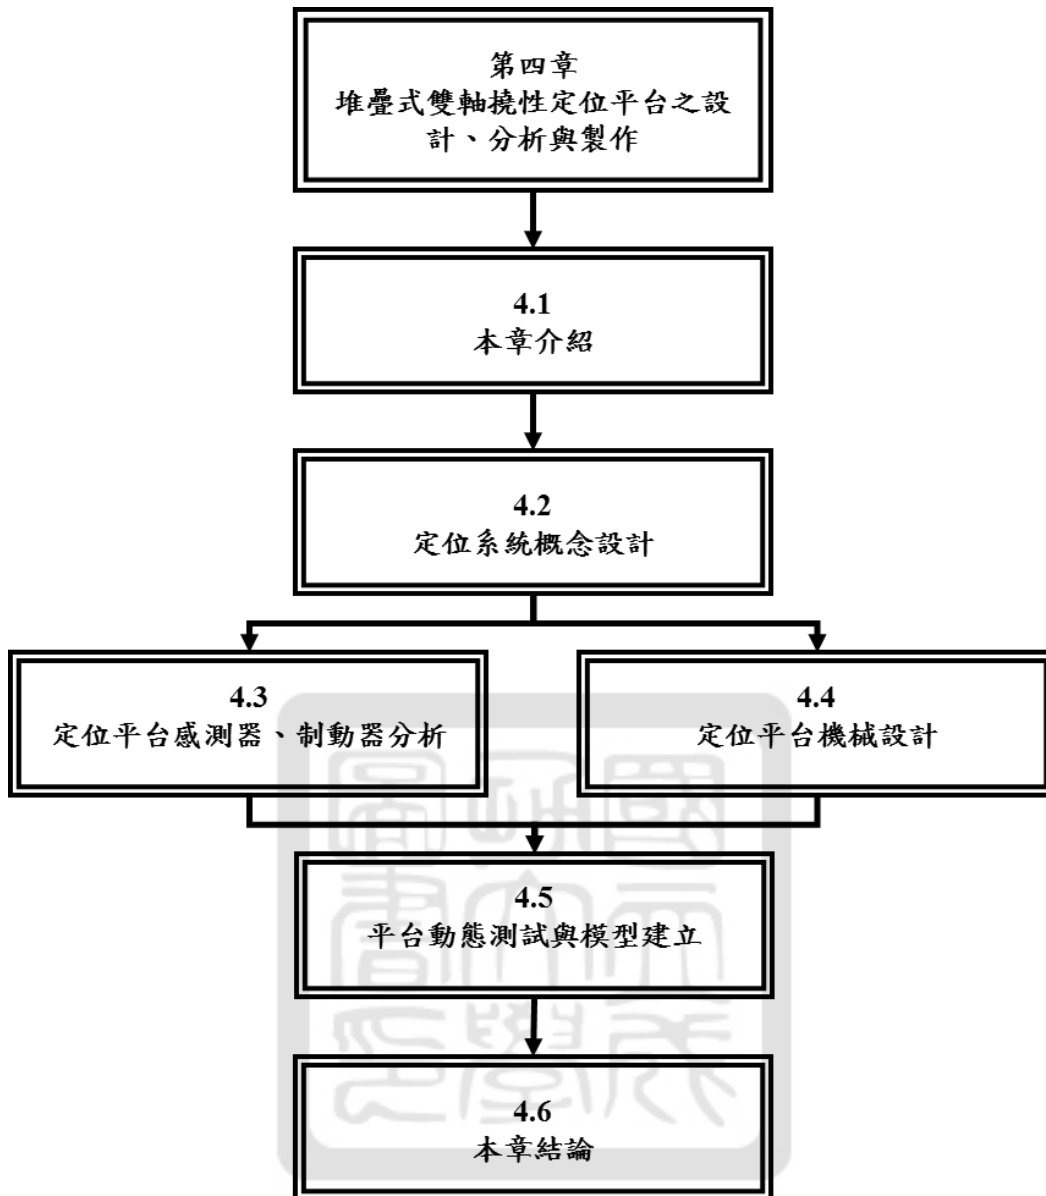 第四章
堆疊式雙軸撓性定位平台之設
計、分析與製作
4.1
本章介紹
4.2
定位系統概念設計
4.3
定位平台感測器、制動器分析
4.4
定位平台機械設計
4.5
平台動態測試與模型建立
4.6
本章結論